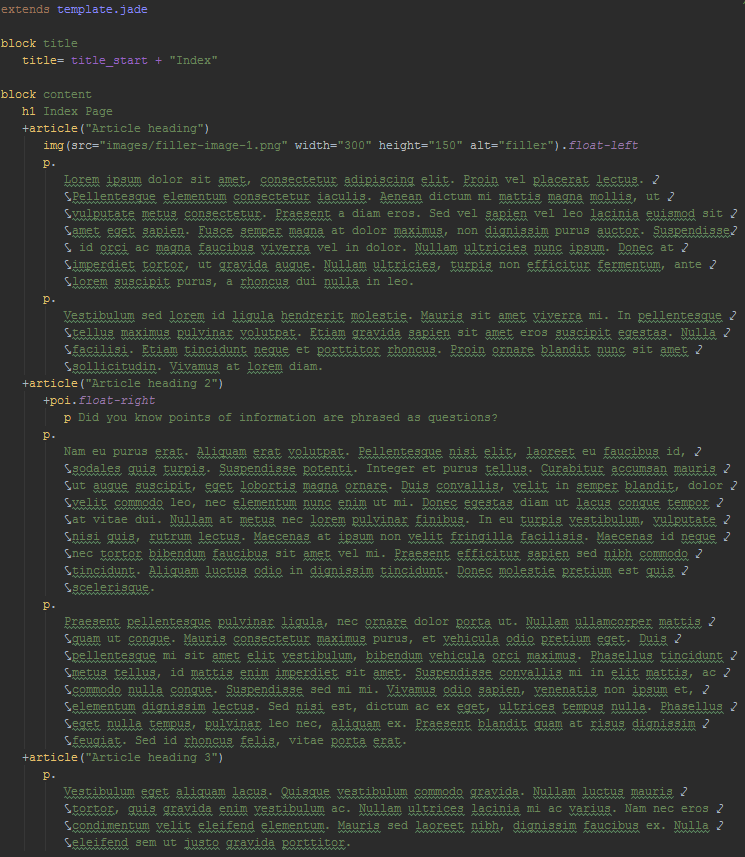 extends template.jade
block title
title= title_start + "Index"
block content
h1 Index Page
+article("Article heading")
img(src="images/filler-image-1.png" width="300" height="150" alt="filler").float-left
p.
Lorem ipsum dolor sit amet, consectetur adipiscing elit. Proin vel placerat lectus.
Pellentesque elementum consectetur iaculis. Aenean dictum mi mattis magna mollis, ut
vulputate metus consectetur. Praesent a diam eros. Sed vel sapien vel leo lacinia euismod sit
amet eget sapien. Fusce semper magna at dolor maximus, non dignissim purus auctor. Suspendisse
id orci ac magna faucibus viverra vel in dolor. Nullam ultricies nunc ipsum. Donec at
imperdiet tortor, ut gravida augue. Nullam ultricies, turpis non efficitur fermentum, ante
lorem suscipit purus, a rhoncus dui nulla in leo.
p.
Vestibulum sed lorem id ligula hendrerit molestie. Mauris sit amet viverra mi. In pellentesque
tellus maximus pulvinar volutpat. Etiam gravida sapien sit amet eros suscipit egestas. Nulla
facilisi. Etiam tincidunt neque et porttitor rhoncus. Proin ornare blandit nunc sit amet
sollicitudin. Vivamus at lorem diam.
+article("Article heading 2")
+poi.float-right
p Did you know points of information are phrased as questions?
p.
Nam eu purus erat. Aliquam erat volutpat. Pellentesque nisi elit, laoreet eu faucibus id,
sodales quis turpis. Suspendisse potenti. Integer et purus tellus. Curabitur accumsan mauris
ut augue suscipit, eget lobortis magna ornare. Duis convallis, velit in semper blandit, dolor
velit commodo leo, nec elementum nunc enim ut mi. Donec egestas diam ut lacus congue tempor
at vitae dui. Nullam at metus nec lorem pulvinar finibus. In eu turpis vestibulum, vulputate
nisi quis, rutrum lectus. Maecenas at ipsum non velit fringilla facilisis. Maecenas id neque
nec tortor bibendum faucibus sit amet vel mi. Praesent efficitur sapien sed nibh commodo
tincidunt. Aliquam luctus odio in dignissim tincidunt. Donec molestie pretium est quis
scelerisque.
p.
Praesent pellentesque pulvinar ligula, nec ornare dolor porta ut. Nullam ullamcorper mattis
quam ut congue. Mauris consectetur maximus purus, et vehicula odio pretium eget. Duis
pellentesque mi sit amet elit vestibulum, bibendum vehicula orci maximus. Phasellus tincidunt
metus tellus, id mattis enim imperdiet sit amet. Suspendisse convallis mi in elit mattis, ac
commodo nulla congue. Suspendisse sed mi mi. Vivamus odio sapien, venenatis non ipsum et,
elementum dignissim lectus. Sed nisi est, dictum ac ex eget, ultrices tempus nulla. Phasellus
eget nulla tempus, pulvinar leo nec, aliquam ex. Praesent blandit quam at risus dignissim
feugiat. Sed id rhoncus felis, vitae porta erat.
+article("Article heading 3")
p.
Vestibulum eget aliquam lacus. Quisque vestibulum commodo gravida. Nullam luctus mauris
tortor, quis gravida enim vestibulum ac. Nullam ultrices lacinia mi ac varius. Nam nec eros
condimentum velit eleifend elementum. Mauris sed laoreet nibh, dignissim faucibus ex. Nulla
eleifend sem ut justo gravida porttitor.